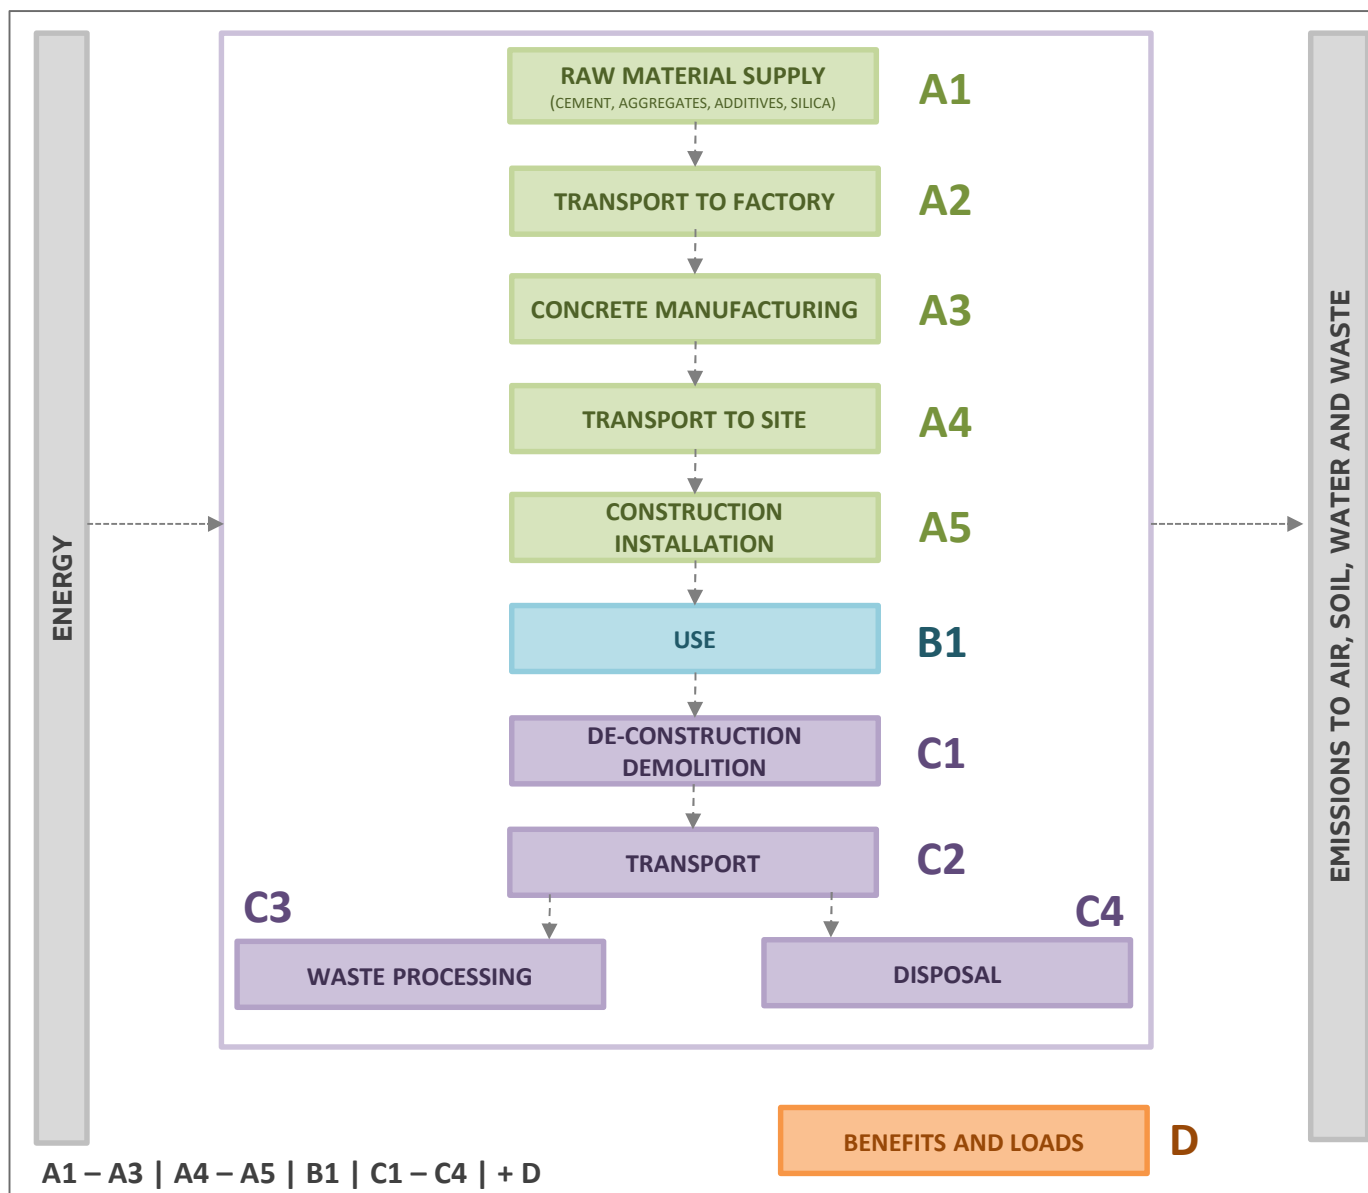 RAW MATERIAL SUPPLY
(CEMENT, AGGREGATES, ADDITIVES, SILICA)
A1
TRANSPORT TO FACTORY
A2
CONCRETE MANUFACTURING
A3
TRANSPORT TO SITE
A4
CONSTRUCTION
INSTALLATION
A5
USE
B1
DE-CONSTRUCTION
DEMOLITION
C1
TRANSPORT
C2
C3
WASTE PROCESSING
C4
DISPOSAL
ENERGY
EMISSIONS TO AIR, SOIL, WATER AND WASTE
BENEFITS AND LOADS
D
A1 – A3 | A4 – A5 | B1 | C1 – C4 | + D